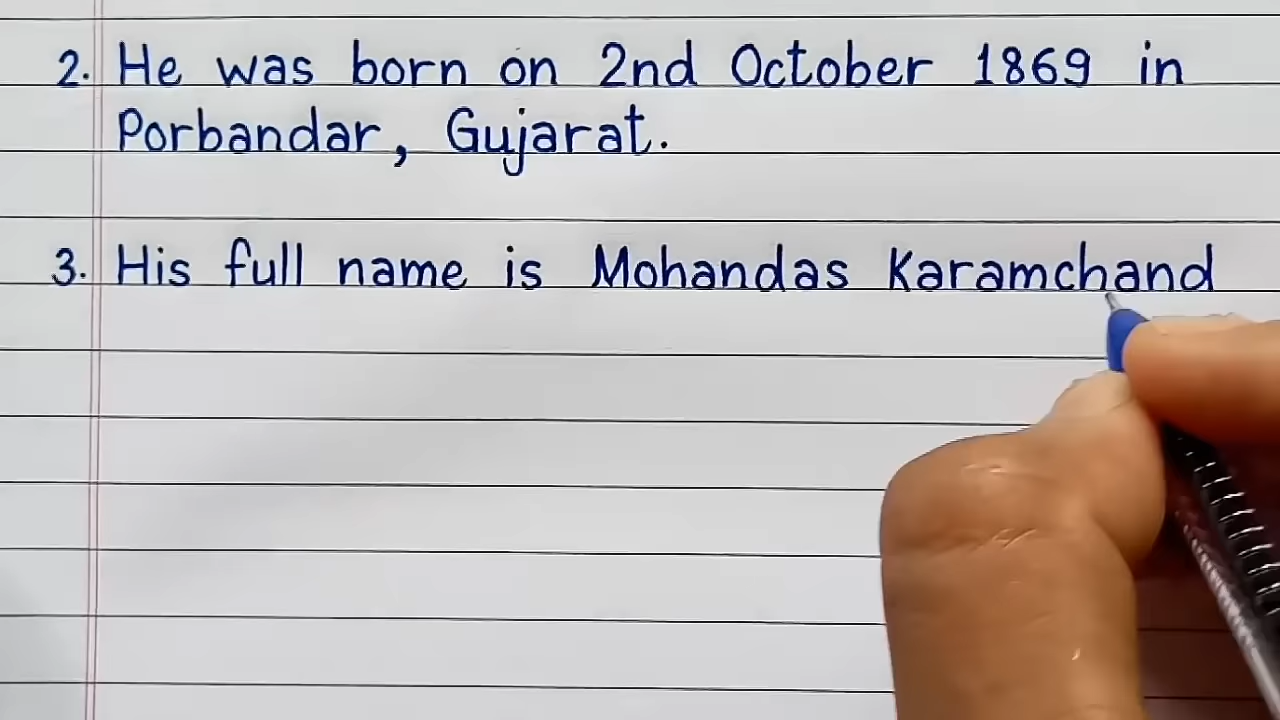 2. He was born on 2nd October 1869 in
Porbandar, Gujarat.
3. His full name is Mohandas Karamchand